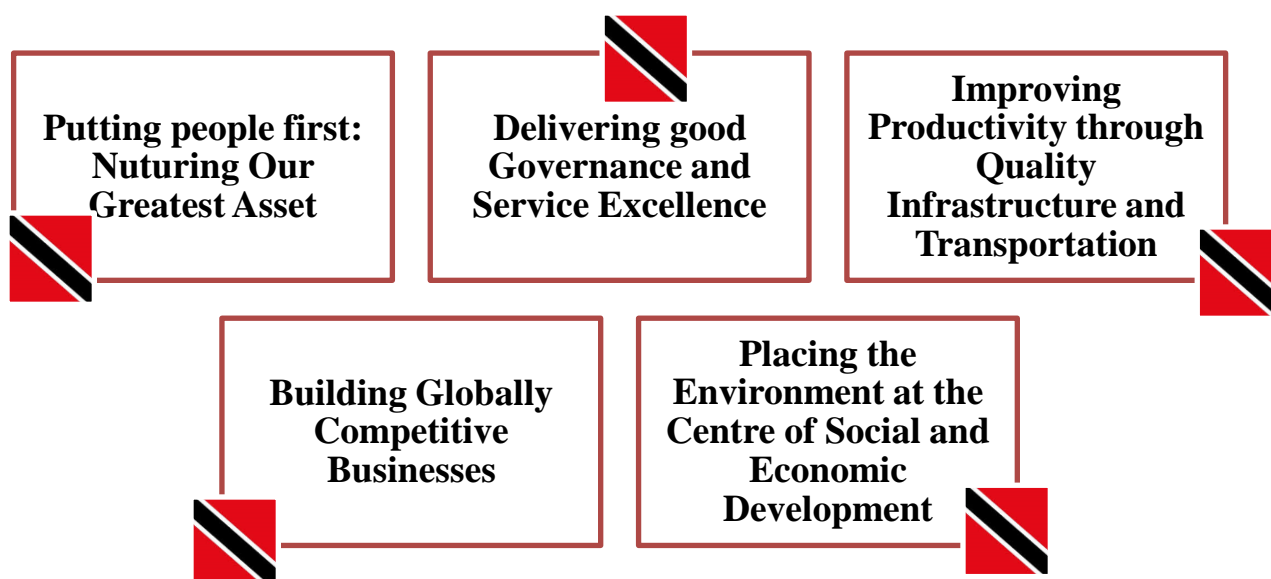 Putting people first:
Nuturing Our
Greatest Asset
Delivering good
Governance and
Service Excellence
Improving
Productivity through
Quality
Infrastructure and
Transportation
Building Globally
Competitive
Businesses
Placing the
Environment at the
Centre of Social and
Economic
Development